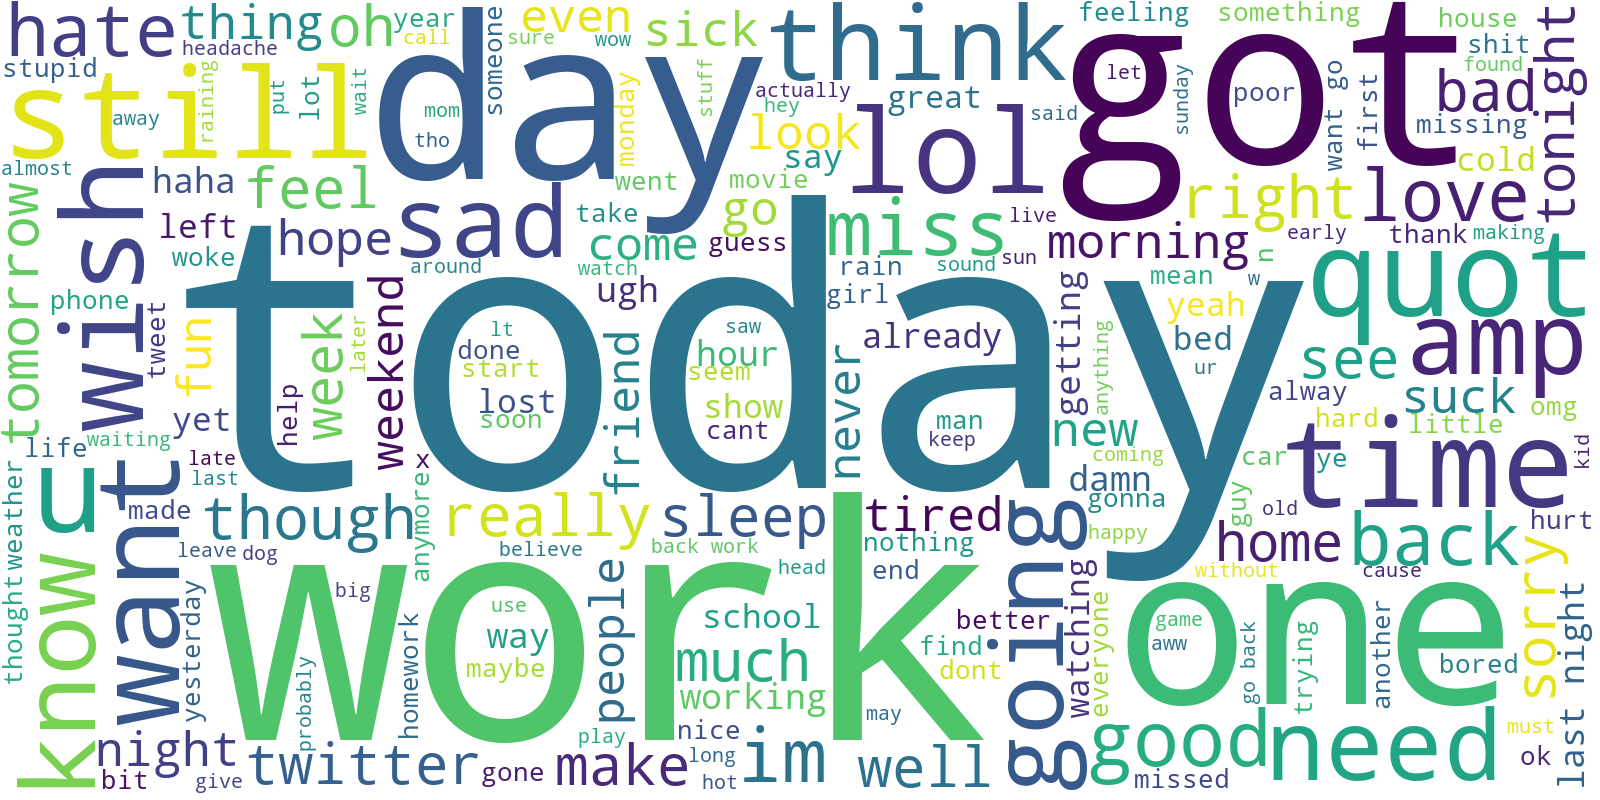 hate
thing
oh
year
call
headache
even
sure
wow
someone
sick
think
feeling
something
house
shit
found
stupid
still
raining
put
lot
wait
day
mom
tho
away
monday
stuff
actually
hey
look
great
said
say
lol
got
let
sunday
poor
want go
first
bad
missing
cold
tonight
almost
wish
haha
feel
went
movie
right
love
tomorrow
left
woke
hope
sad
take
come
go
guess
miss
live
morning
n
early
thank
making
phone
tweet
fun
around
watch
ugh
rain
girl
sound
sun
mean
w
yeah
quot
amp
today
week
later
weekend
lt
done
start
lost
soon
friend
saw
hour
seem
show
cant
never
already
man
keep
getting
anything
bed
ur
see
alway
suck
omg
hard
little
yet
help
life
waiting
late
last
x
new
coming
damn
gonna
car
ye
guy
time
kid
weather
thought
u
want
made
though
anymore
really
sleep
tired
nothing
going
happy
old
home
back
hurt
know
leave
dog
believe
back work
head
end
without
cause
sorry
work
big
use
way
maybe
people
school
much
working
better
find
dont
watching
everyone
one
game
aww
go back
trying
another
bored
last night
yesterday
probably
homework
play
nice
may
night
bit
give
twitter
gone
make
long
hot
im
well
good
missed
need
must
ok